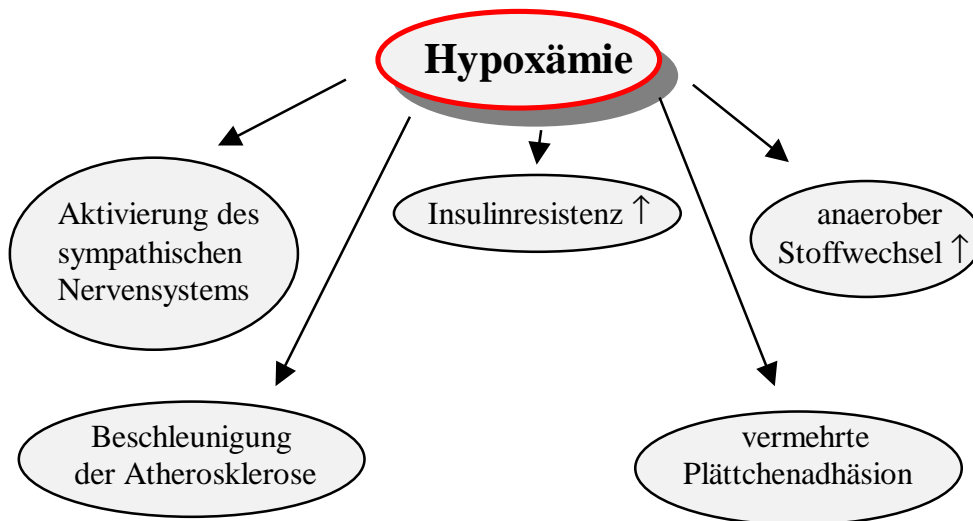 Hypoxämie
Aktivierung des
sympathischen
Nervensystems
Insulinresistenz ↑
anaerober
Stoffwechsel ↑
Beschleunigung
der Atherosklerose
vermehrte
Plättchenadhäsion